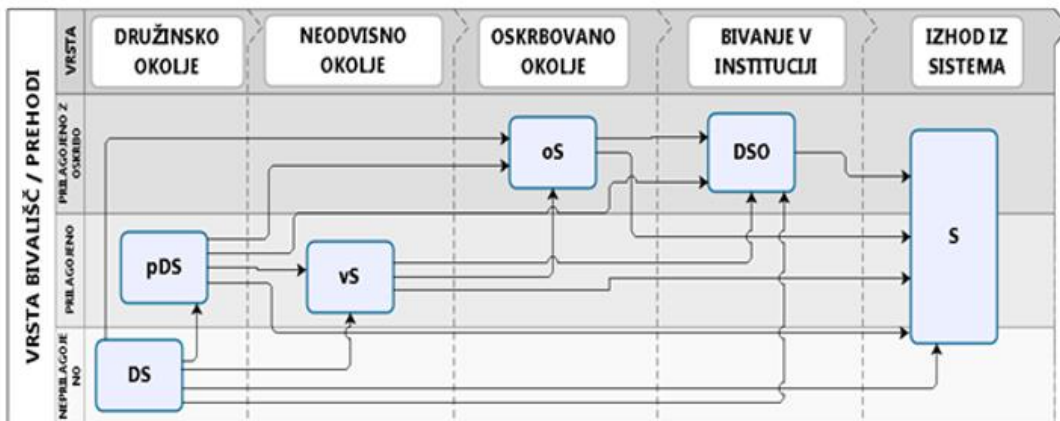 VRSTA BIVALIŠČ / PREHODI
VRSTA
DRUŽINSKO
OKOLJE
NEODVISNO
OKOLJE
OSKRBOVANO
OKOLJE
BIVANJE V
INSTITUCIJI
IZHOD IZ
SISTEMA
PRILAGOJENO Z
OSKRBO
oS
DSO
PRILAGOJENO
pDS
vS
S
NEPRILAGOJE
NO
DS